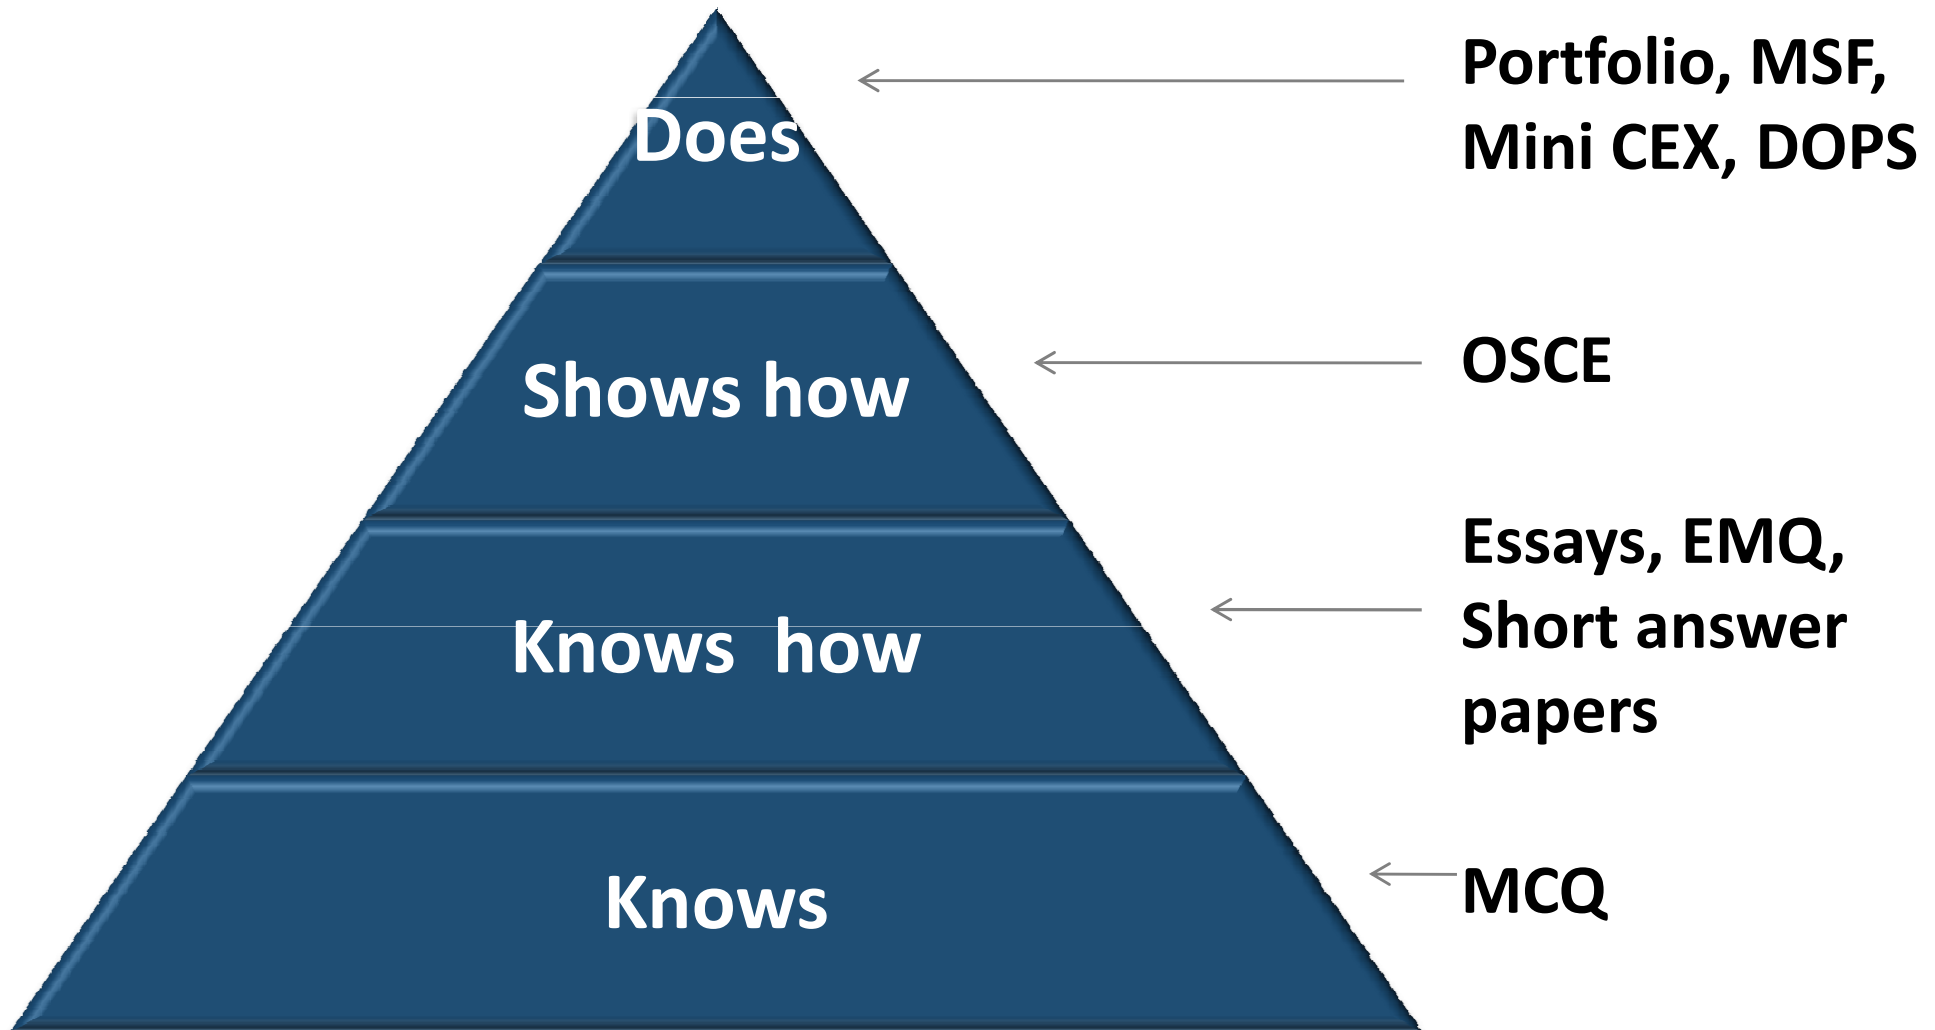 Does
Portfolio, MSF,
Mini CEX, DOPS
Shows how
OSCE
Knows  how
Essays, EMQ,
Short answer
papers
Knows
MCQ